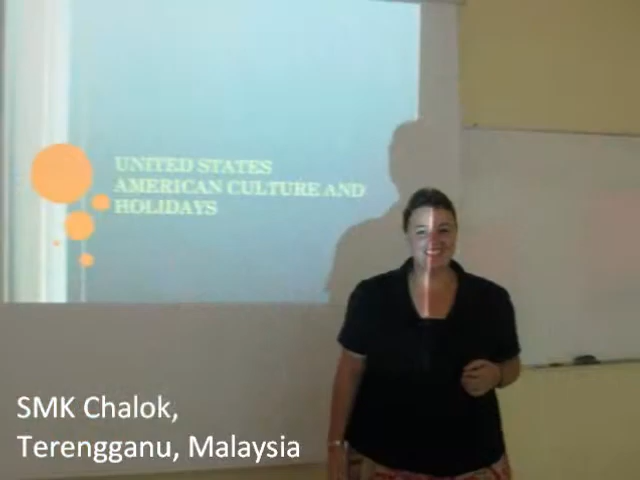 UNITED STATES
AMERICAN CULTURE AND
HOLIDAYS
SMK Chalok,
Terengganu, Malaysia